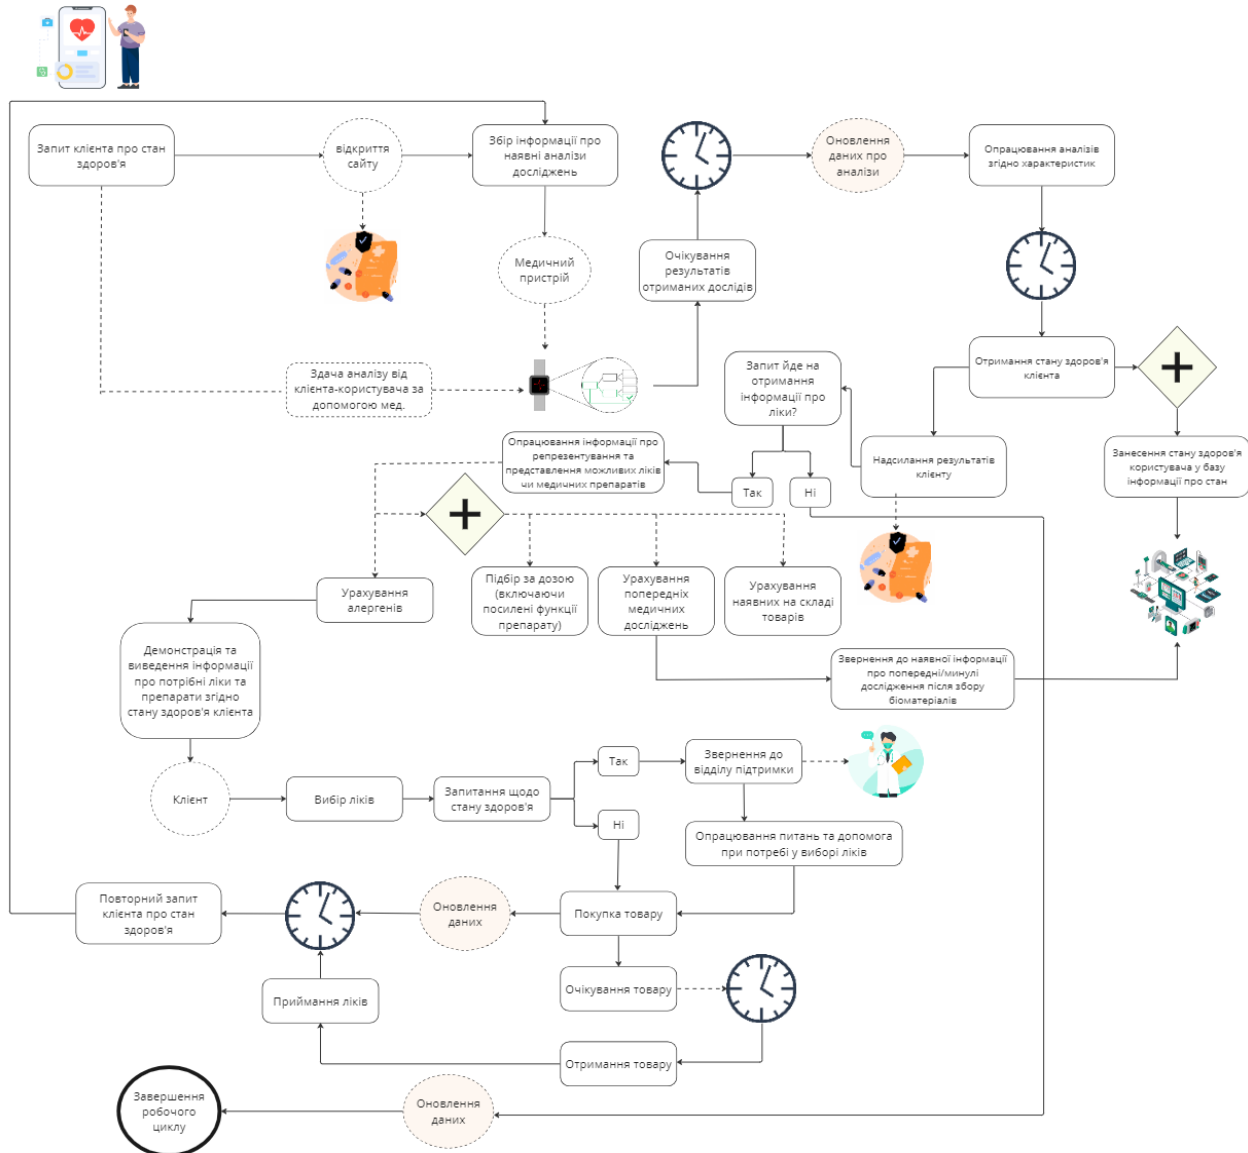 Запит клієнта про стан
здоров'я
відкриття
сайту
Збір інформації про
наявні аналізи
досліджень
Оновлення
даних про
аналізи
Опрацювання аналізів
згідно характеристик
Медичний
пристрій
Очікування
результатів
отриманих дослідів
Здача аналізу від
клієнта-користувача за
допомогою мед.
Запит йде на
отримання
інформації про
ліки?
Отримання стану здоров'я
клієнта
Опрацювання інформації про
репрезентування та
представлення можливих ліків
чи медичних препаратів
Так
Ні
Надсилання результатів
клієнту
Занесення стану здоров'я
користувача у базу
інформації про стан
Урахування
алергенів
Підбір за дозою
(включаючи
посилені функції
препарату)
Урахування
попередніх
медичних
досліджень
Урахування
наявних на складі
товарів
Демонстрація та
виведення інформації
про потрібні ліки та
препарати згідно
стану здоров'я клієнта
Звернення до наявної інформації
про попередні/минулі
дослідження після збору
біоматеріалів
Клієнт
Вибір ліків
Запитання щодо
стану здоров'я
Так
Ні
Звернення до
відділу підтримки
Опрацювання питань та допомога
при потребі у виборі ліків
Повторний запит
клієнта про стан
здоров'я
Оновлення
даних
Покупка товару
Приймання ліків
Очікування товару
Отримання товару
Завершення
робочого
циклу
Оновлення
даних